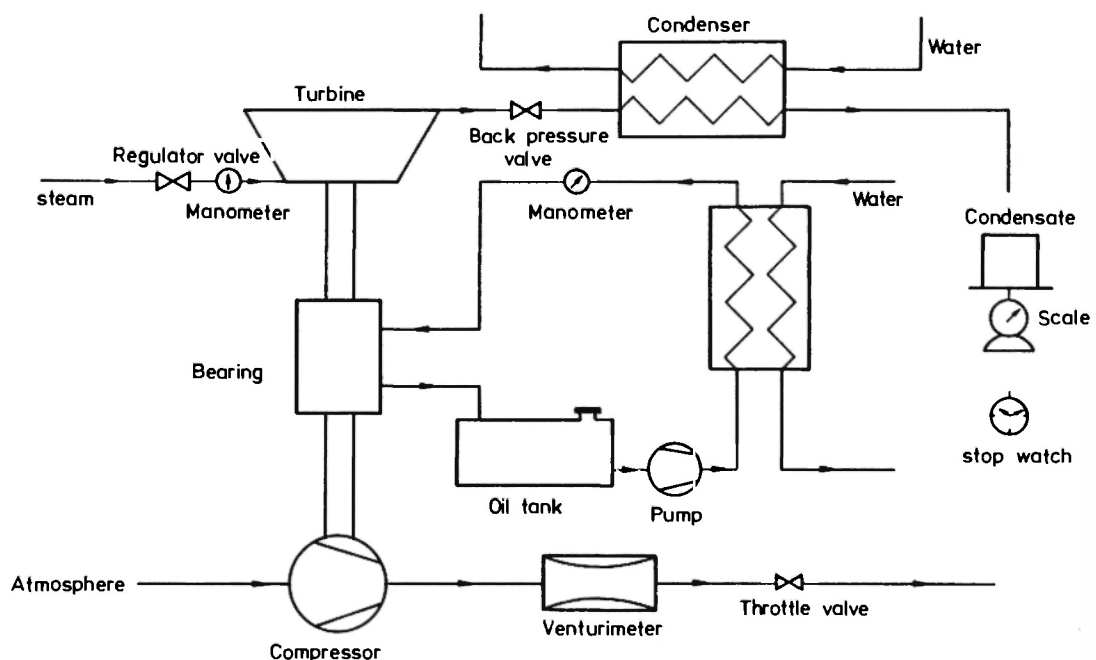 Condenser
Water
Turbine
Back pressure
valve
Regulator valve
steam
Manometer
Manometer
Water
Condensate
Scale
Bearing
stop watch
Oil tank
Pump
Atmosphere
Throttle valve
Venturimeter
Compressor